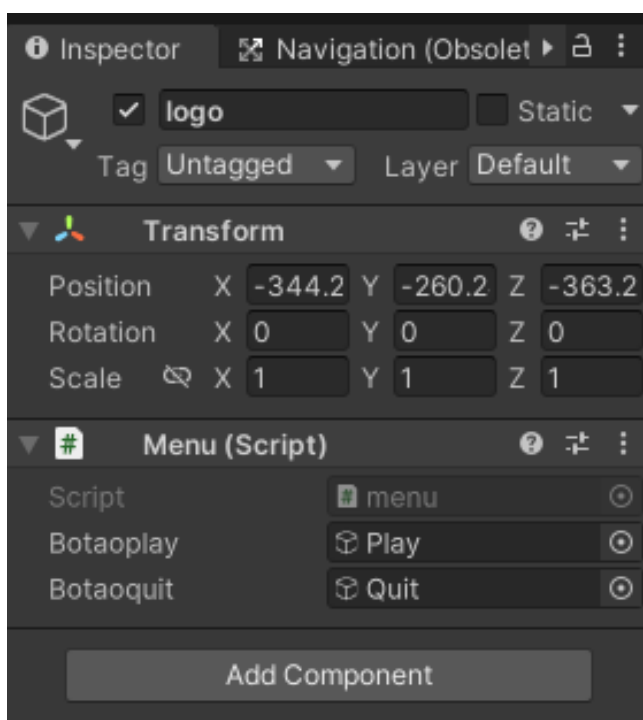 Inspector Navigation (Obsolet
logo Static
Tag Untagged Layer Default
Transform
Position X -344.2 Y -260.2 Z -363.2
Rotation X 0 Y 0 Z 0
Scale X 1 Y 1 Z 1
# Menu (Script)
Script # menu
Botaoplay Play
Botaoquit Quit
Add Component